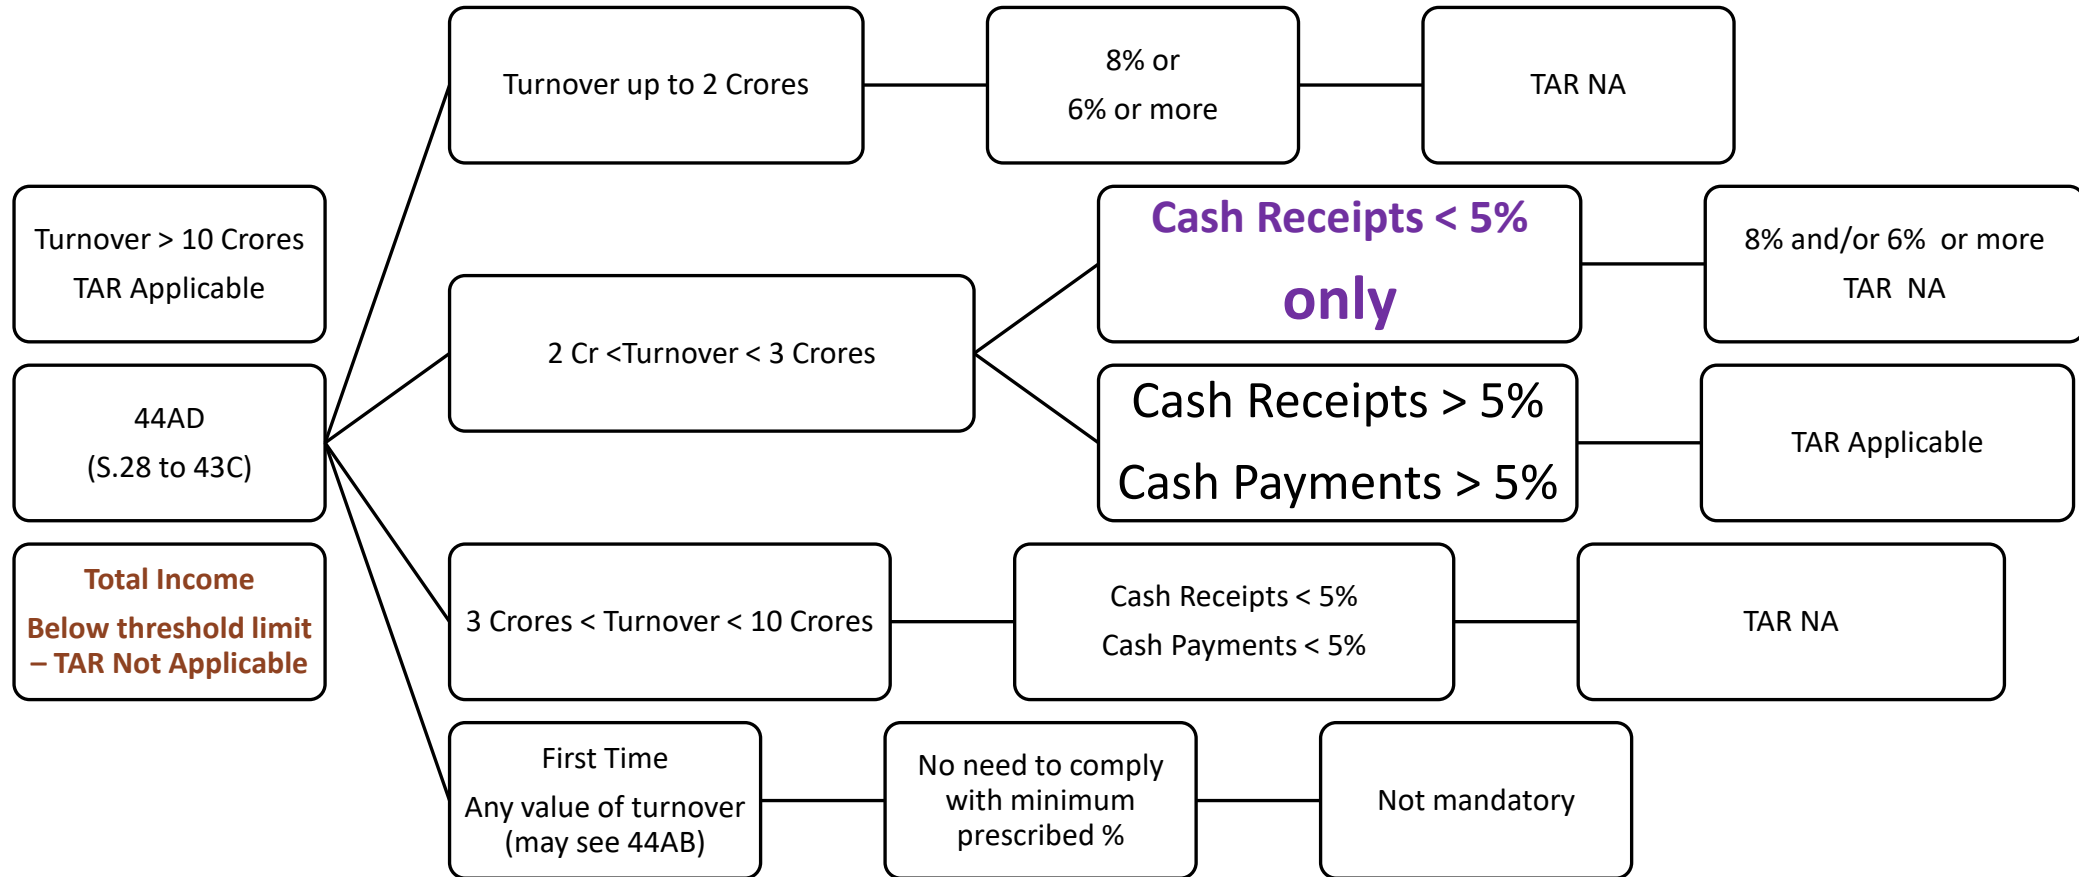 Turnover > 10 Crores
TAR Applicable
44AD
(S.28 to 43C)
Total Income
Below threshold limit
– TAR Not Applicable
Turnover up to 2 Crores
8% or
6% or more
TAR NA
2 Cr <Turnover < 3 Crores
Cash Receipts < 5%
only
8% and/or 6%  or more
TAR  NA
Cash Receipts > 5%
Cash Payments > 5%
TAR Applicable
3 Crores < Turnover < 10 Crores
Cash Receipts < 5%
Cash Payments < 5%
TAR NA
First Time
Any value of turnover
(may see 44AB)
No need to comply
with minimum
prescribed %
Not mandatory